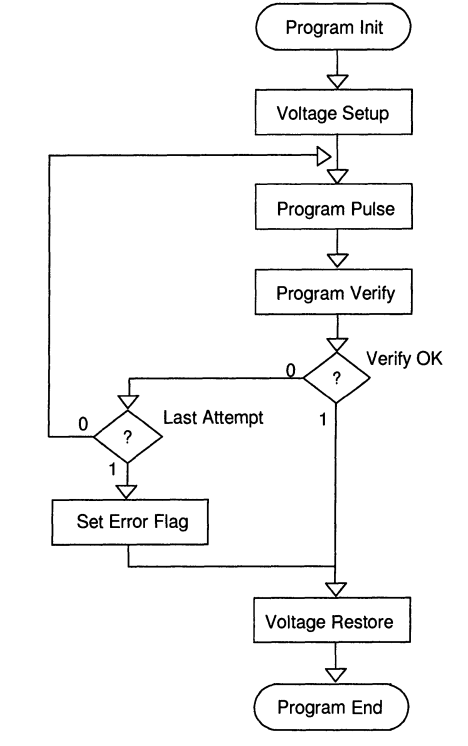 Program Init
Voltage Setup
Program Pulse
Program Verify
Verify OK
?
0
1
Last Attempt
?
0
1
Set Error Flag
Voltage Restore
Program End